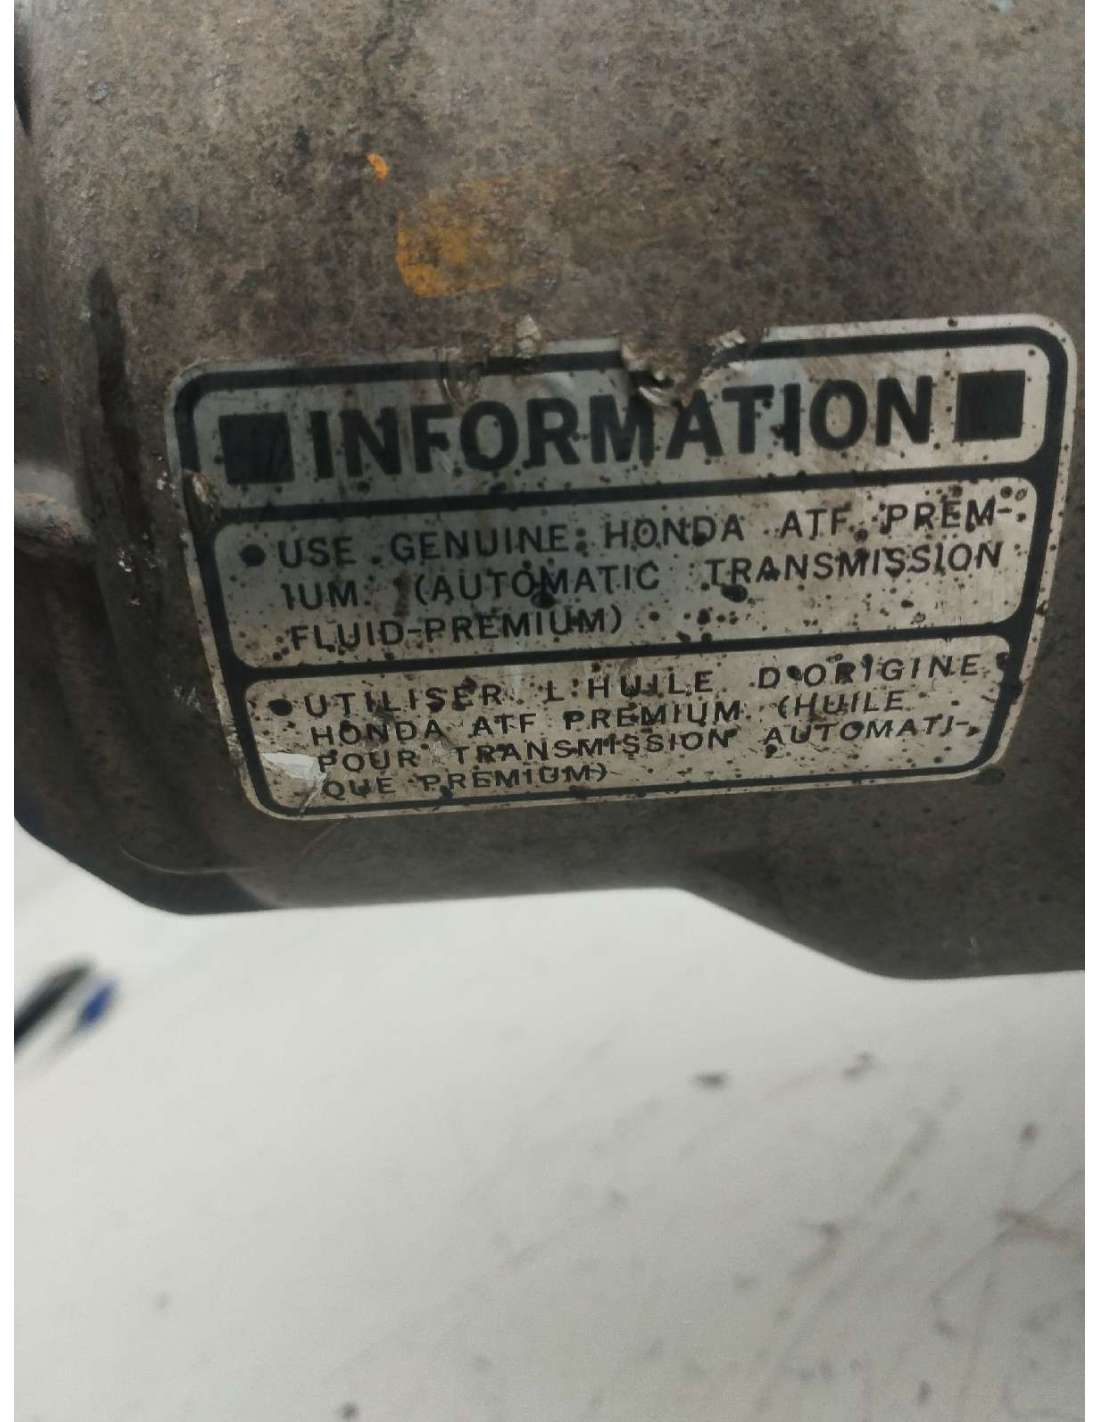 INFORMATION
USE GENUINE HONDA ATF PREM-
IUM (AUTOMATIC TRANSMISSION
FLUID-PREMIUM)
UTILISER L'HUILE D'ORIGINE
HONDA ATF PREMIUM (HUILE
POUR TRANSMISSION AUTOMATI-
QUE PREMIUM)